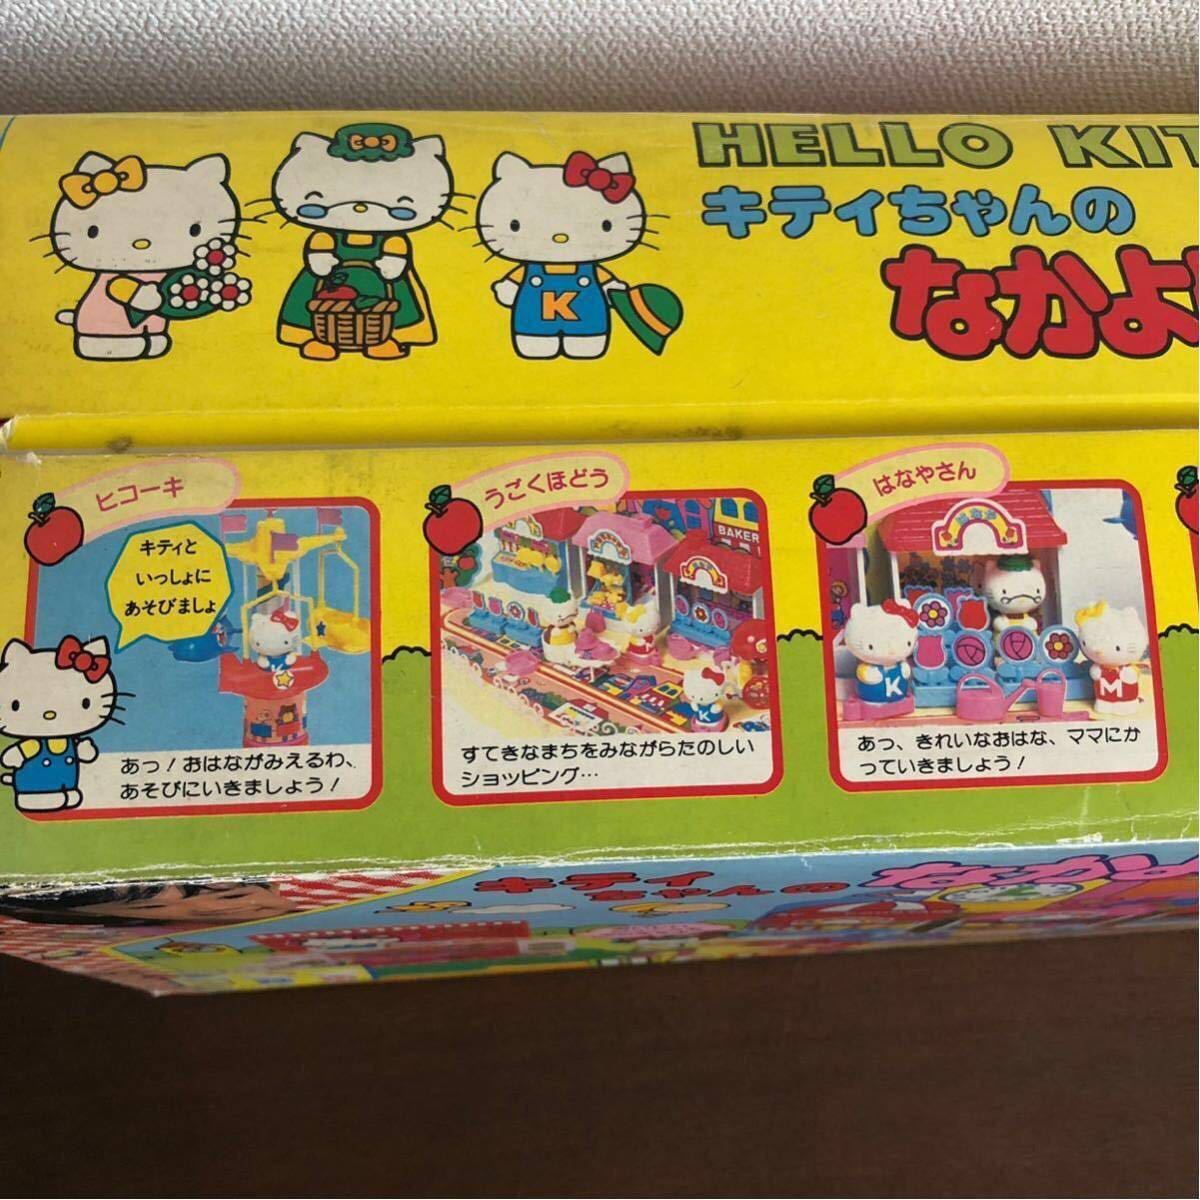 HELLO KIT
キティちゃんの
なかよ
K
ヒコーキ
キティと
いっしょに
あそびましょ
あっ！おはながみえるわ、
あそびにいきましょう！
うごくほどう
BAKER
K
すてきなまちをみながらたのしい
ショッピング…
はなやさん
K
M
あっ、きれいなおはな、ママにか
っていきましょう！
キティ
ちゃんの
なかよ